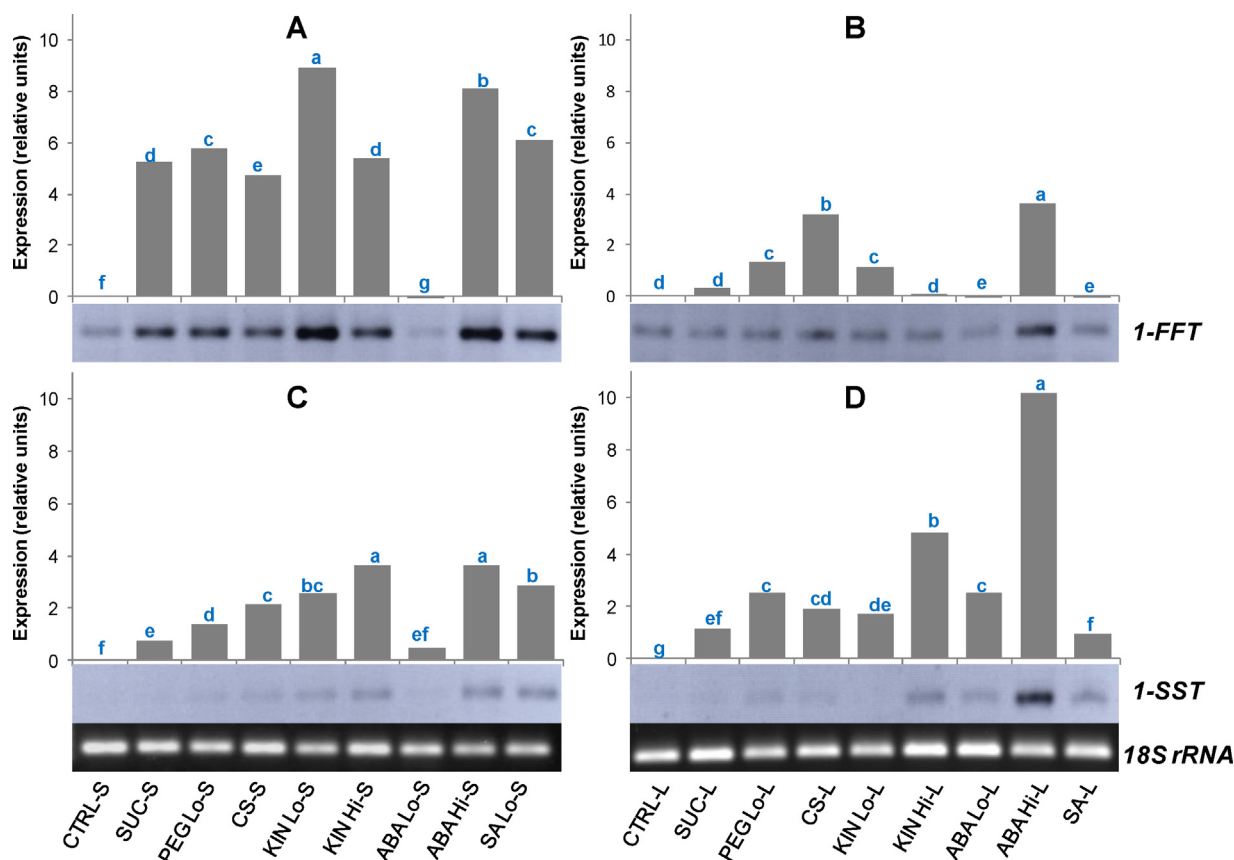 A
B
Expression (relative units)
10
8
6
4
2
0
f
d
c
e
a
d
g
b
c
Expression (relative units)
10
8
6
4
2
0
d
d
c
b
c
d
e
a
e
1-FFT
C
D
Expression (relative units)
10
8
6
4
2
0
f
e
d
c
bc
a
ef
a
b
Expression (relative units)
10
8
6
4
2
0
g
ef
c
cd
de
b
c
a
f
1-SST
18S rRNA
CTRL-S
SUC-S
PEG Lo-S
CS-S
KIN Lo-S
KIN Hi-S
ABA Lo-S
ABA Hi-S
SA Lo-S
CTRL-L
SUC-L
PEG Lo-L
CS-L
KIN Lo-L
KIN Hi-L
ABA Lo-L
ABA Hi-L
SA-L